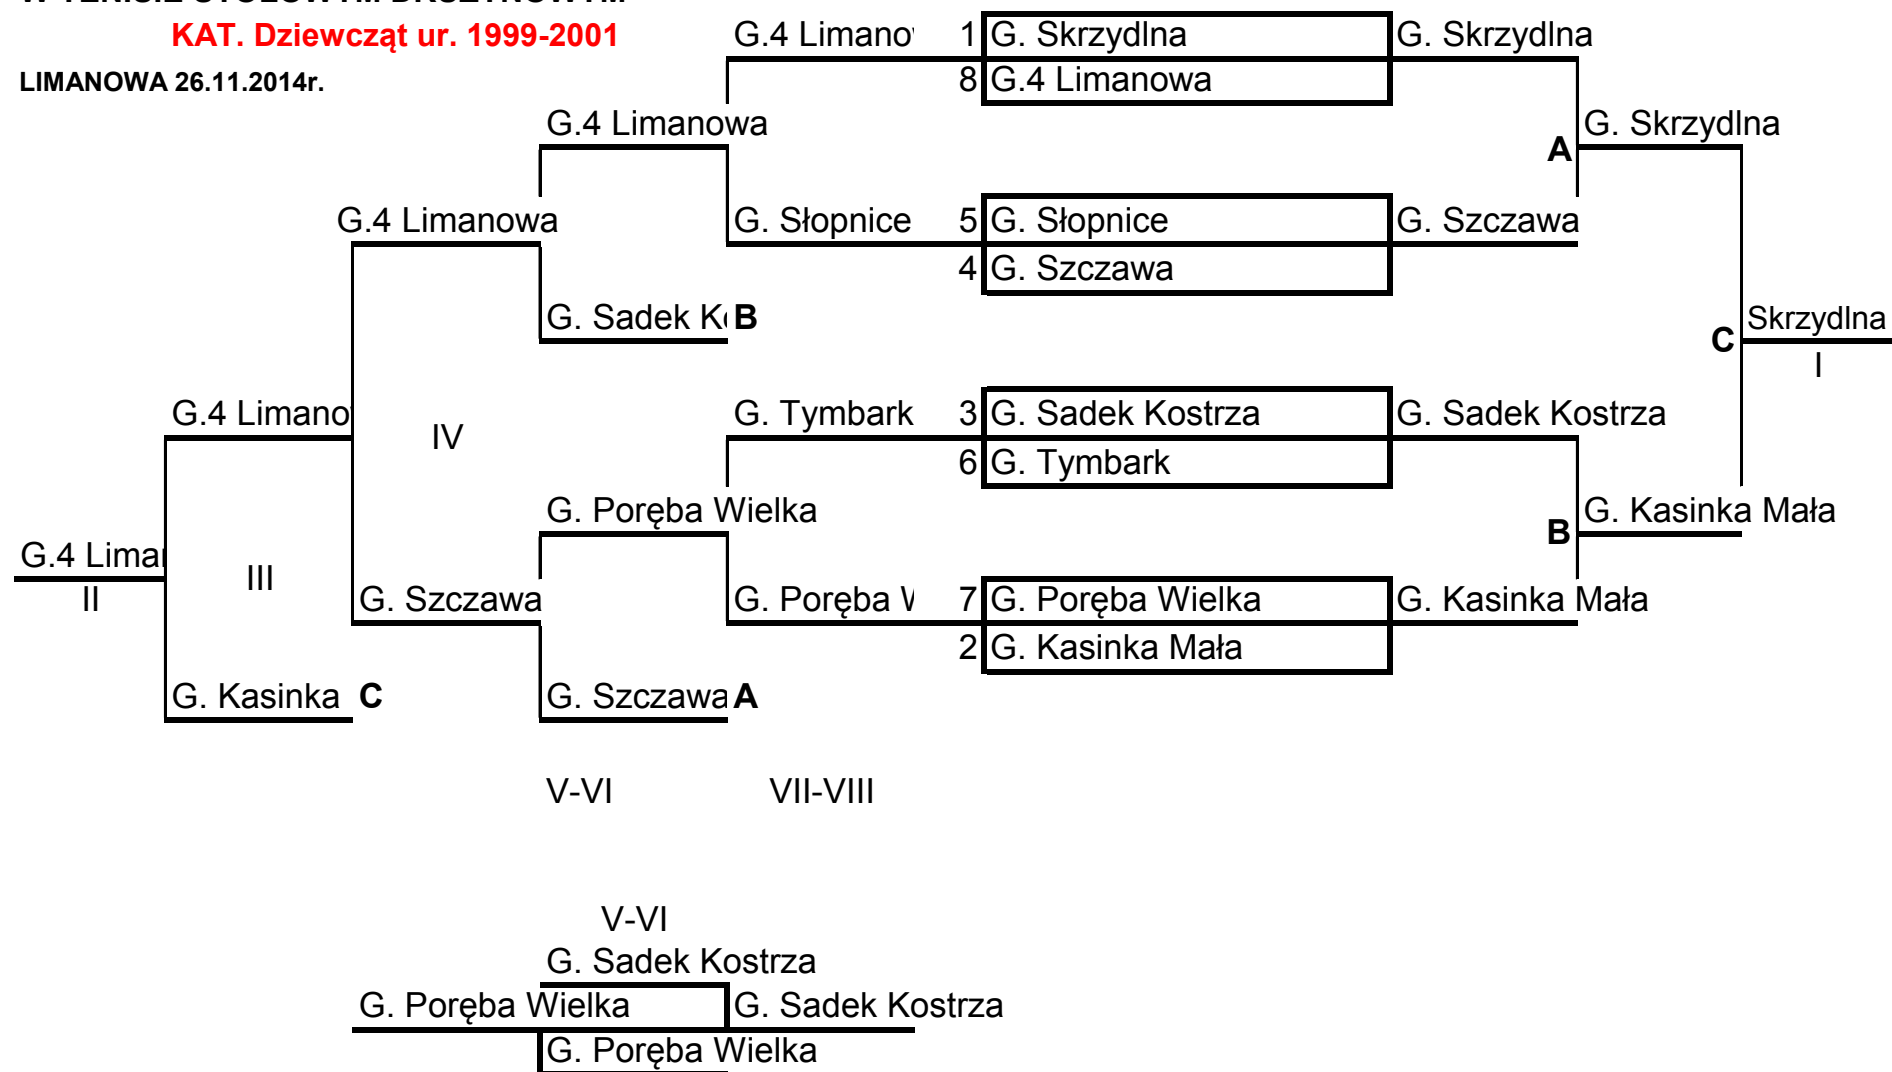 KAT. Dziewcząt ur. 1999-2001
LIMANOWA 26.11.2014r.
G.4 Limano 1 G. Skrzydlna G. Skrzydlna
8 G.4 Limanowa
G.4 Limanowa G. Skrzydlna
A
G.4 Limanowa G. Słopnice 5 G. Słopnice G. Szczawa
4 G. Szczawa
G. Sadek K B Skrzydlna
C
I
G.4 Limano G. Tymbark 3 G. Sadek Kostrza G. Sadek Kostrza
IV
6 G. Tymbark
G. Poręba Wielka G. Kasinka Mała
B
G.4 Lima
III
II G. Szczawa G. Poręba 7 G. Poręba Wielka G. Kasinka Mała
2 G. Kasinka Mała
G. Kasinka C G. Szczawa A
V-VI VII-VIII
V-VI
G. Sadek Kostrza
G. Poręba Wielka G. Sadek Kostrza
G. Poręba Wielka